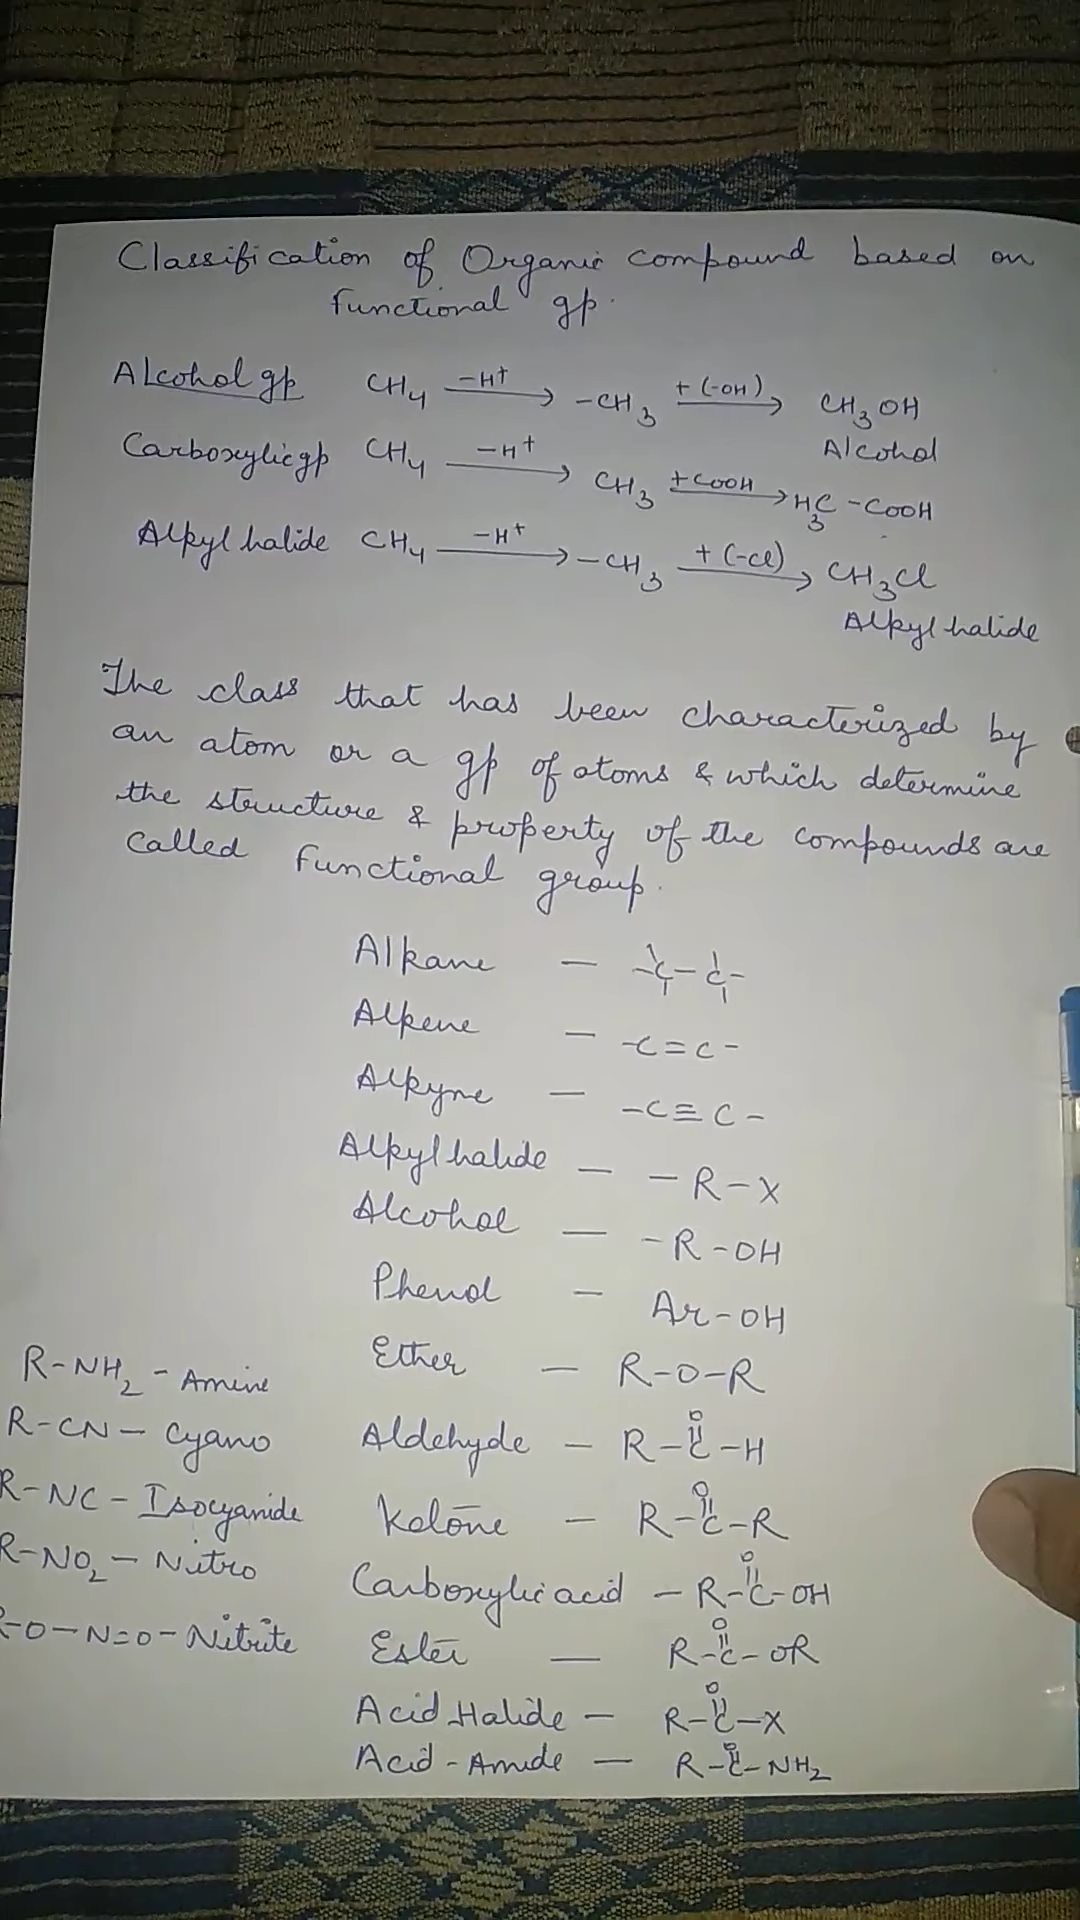 Classification of Organic compound based on
functional gp.
Alcohol gp CH4 —-H+→ -CH3 —+(-OH)→ CH3OH
Alcohol
Carboxylic gp CH4 —-H+→ CH3 —+COOH→ H3C-COOH
Alkyl halide CH4 —-H+→ -CH3 —+(-Cl)→ CH3Cl
Alkyl halide
The class that has been characterized by
an atom or a gp of atoms & which determine
the structure & property of the compounds are
called functional group.
Alkane — -C-C-
Alkene — -C=C-
Alkyne — -C≡C-
Alkyl halide — -R-X
Alcohol — -R-OH
Phenol — Ar-OH
Ether — R-O-R
Aldehyde — R-C(=O)-H
Ketone — R-C(=O)-R
Carboxylic acid — R-C(=O)-OH
Ester — R-C(=O)-OR
Acid Halide — R-C(=O)-X
Acid-Amide — R-C(=O)-NH2
R-NH2 - Amine
R-CN - Cyano
R-NC - Isocyanide
R-NO2 - Nitro
R-O-N=O - Nitrite